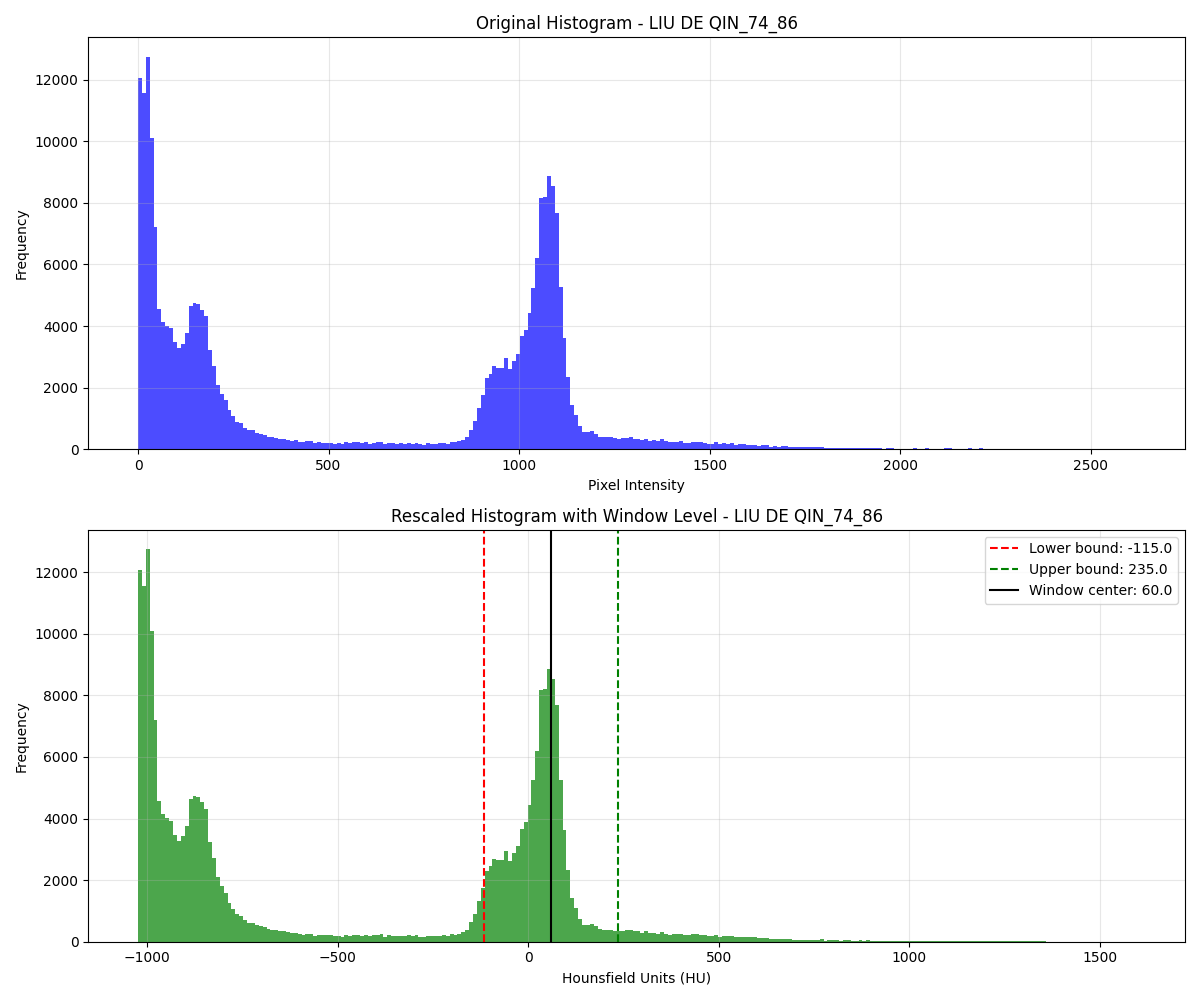 Original Histogram - LIU DE QIN_74_86
12000
10000
8000
6000
4000
2000
0
Frequency
0 500 1000 1500 2000 2500
Pixel Intensity
Rescaled Histogram with Window Level - LIU DE QIN_74_86
Lower bound: -115.0
Upper bound: 235.0
Window center: 60.0
12000
10000
8000
6000
4000
2000
0
Frequency
−1000 −500 0 500 1000 1500
Hounsfield Units (HU)